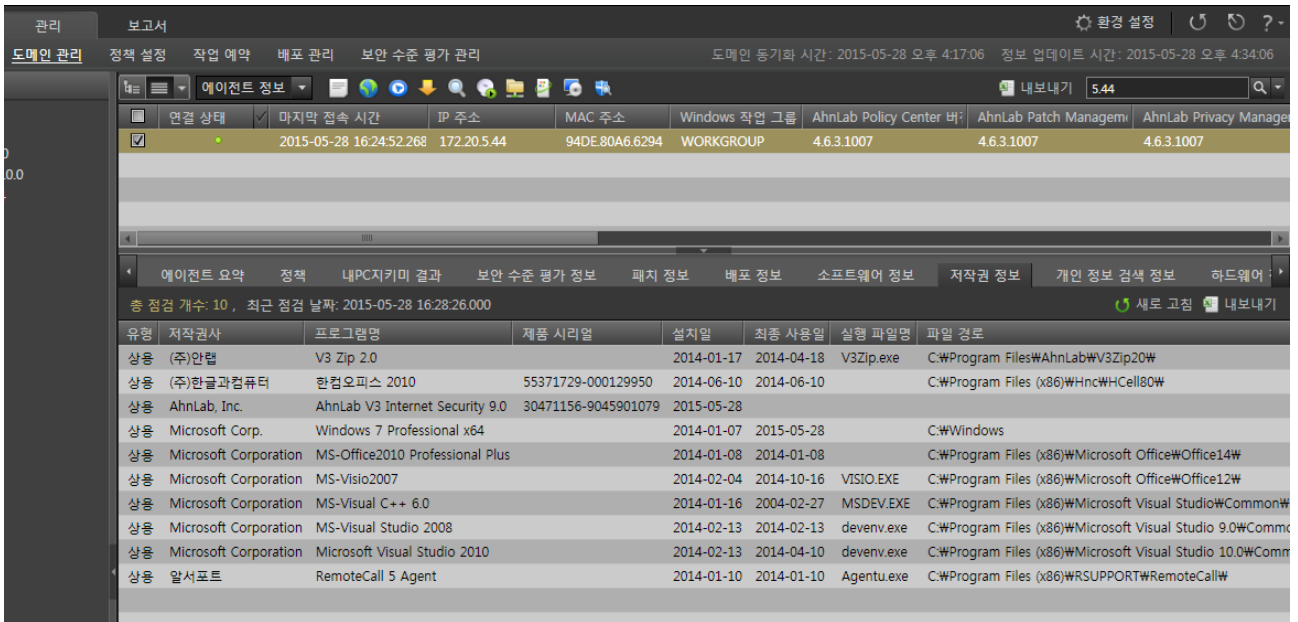 관리 보고서 환경 설정 ?
도메인 관리 정책 설정 작업 예약 배포 관리 보안 수준 평가 관리 도메인 동기화 시간: 2015-05-28 오후 4:17:06 정보 업데이트 시간: 2015-05-28 오후 4:34:06
에이전트 정보 내보내기 5.44
연결 상태 마지막 접속 시간 IP 주소 MAC 주소 Windows 작업 그룹 AhnLab Policy Center 버전 AhnLab Patch Managem AhnLab Privacy Manager
2015-05-28 16:24:52.268 172.20.5.44 94DE.80A6.6294 WORKGROUP 4.6.3.1007 4.6.3.1007 4.6.3.1007
0.0
에이전트 요약 정책 내PC지키미 결과 보안 수준 평가 정보 패치 정보 배포 정보 소프트웨어 정보 저작권 정보 개인 정보 검색 정보 하드웨어
총 점검 개수: 10 , 최근 점검 날짜: 2015-05-28 16:28:26.000 새로 고침 내보내기
유형 저작권사 프로그램명 제품 시리얼 설치일 최종 사용일 실행 파일명 파일 경로
상용 (주)안랩 V3 Zip 2.0 2014-01-17 2014-04-18 V3Zip.exe C:₩Program Files₩AhnLab₩V3Zip20₩
상용 (주)한글과컴퓨터 한컴오피스 2010 55371729-000129950 2014-06-10 2014-06-10 C:₩Program Files (x86)₩Hnc₩HCell80₩
상용 AhnLab, Inc. AhnLab V3 Internet Security 9.0 30471156-9045901079 2015-05-28
상용 Microsoft Corp. Windows 7 Professional x64 2014-01-07 2015-05-28 C:₩Windows
상용 Microsoft Corporation MS-Office2010 Professional Plus 2014-01-08 2014-01-08 C:₩Program Files (x86)₩Microsoft Office₩Office14₩
상용 Microsoft Corporation MS-Visio2007 2014-02-04 2014-10-16 VISIO.EXE C:₩Program Files (x86)₩Microsoft Office₩Office12₩
상용 Microsoft Corporation MS-Visual C++ 6.0 2014-01-16 2004-02-27 MSDEV.EXE C:₩Program Files (x86)₩Microsoft Visual Studio₩Common₩
상용 Microsoft Corporation MS-Visual Studio 2008 2014-02-13 2014-02-13 devenv.exe C:₩Program Files (x86)₩Microsoft Visual Studio 9.0₩Commo
상용 Microsoft Corporation Microsoft Visual Studio 2010 2014-02-13 2014-04-10 devenv.exe C:₩Program Files (x86)₩Microsoft Visual Studio 10.0₩Comm
상용 알서포트 RemoteCall 5 Agent 2014-01-10 2014-01-10 Agentu.exe C:₩Program Files (x86)₩RSUPPORT₩RemoteCall₩